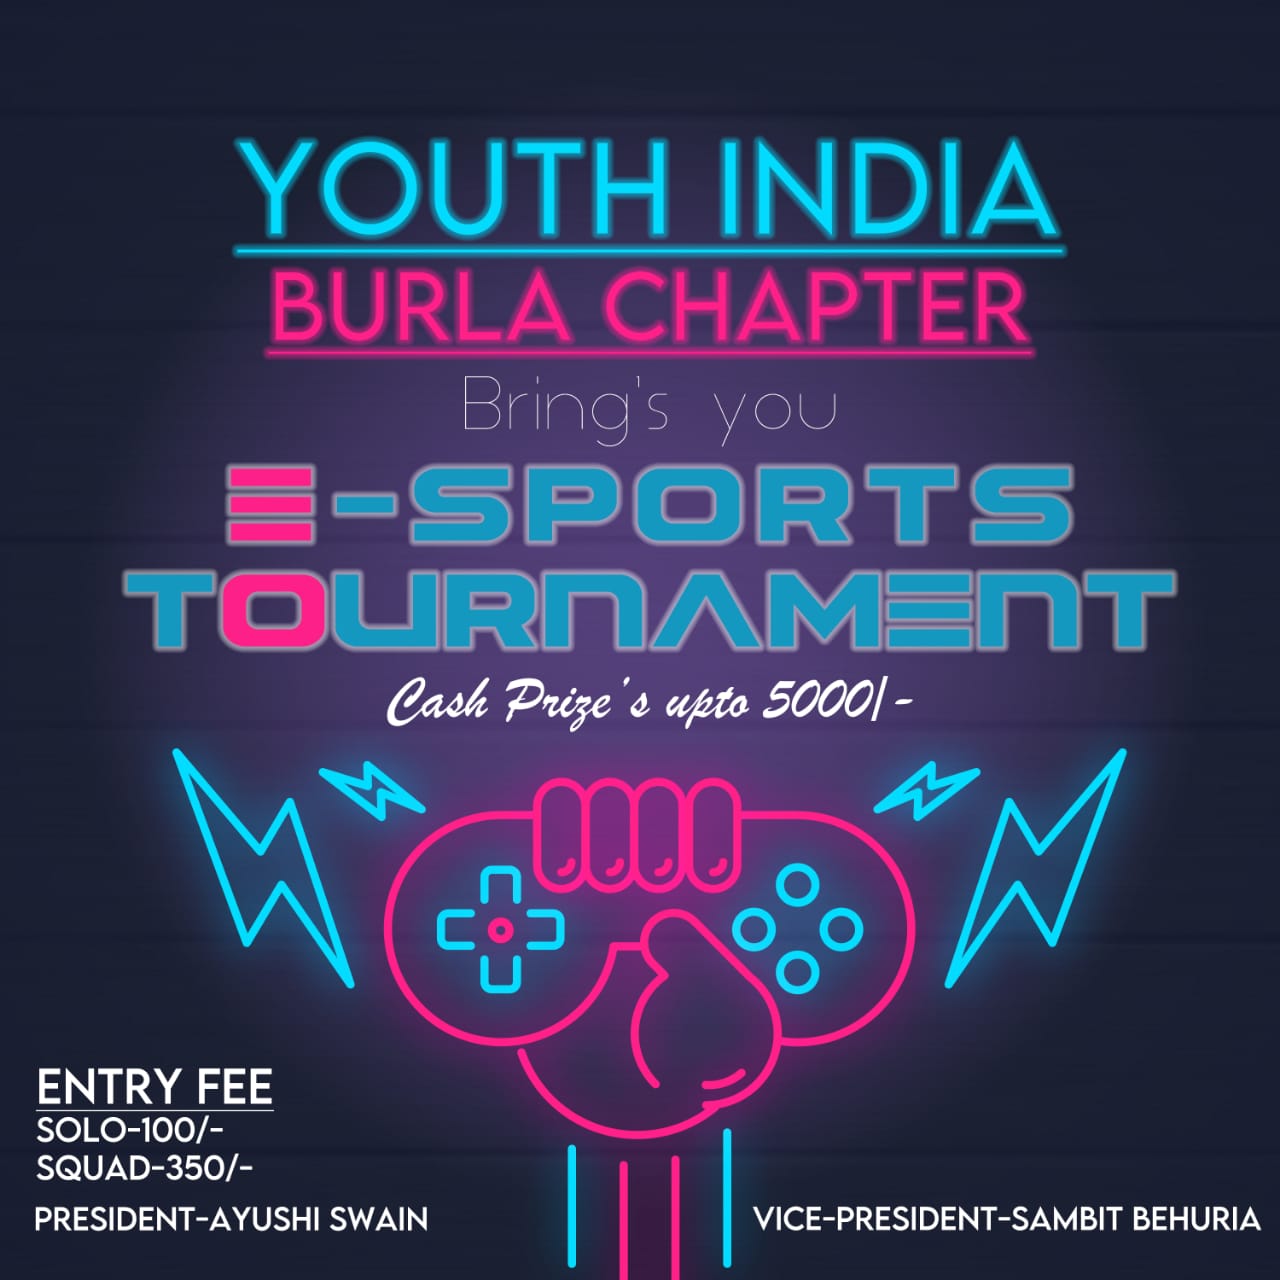 YOUTH INDIA
BURLA CHAPTER
Bring's you
E-SPORTS
TOURNAMENT
Cash Prize's upto 5000/-
ENTRY FEE
SOLO-100/-
SQUAD-350/-
PRESIDENT-AYUSHI SWAIN
VICE-PRESIDENT-SAMBIT BEHURIA